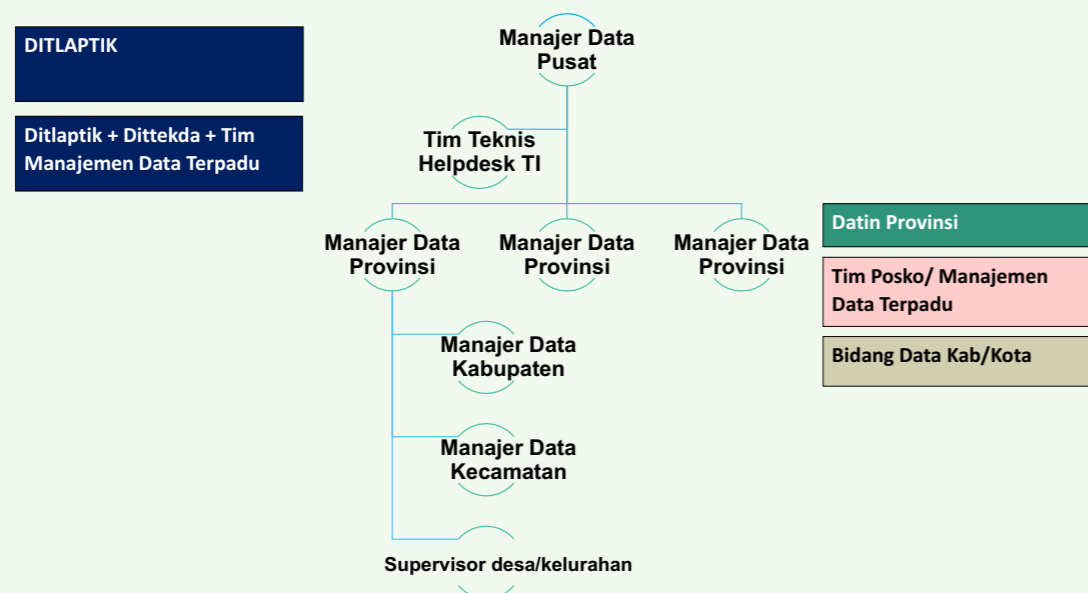 DITLAPTIK
Ditlaptik + Dittekda + Tim
Manajemen Data Terpadu
Manajer Data
Pusat
Tim Teknis
Helpdesk TI
Manajer Data
Provinsi
Manajer Data
Provinsi
Manajer Data
Provinsi
Datin Provinsi
Tim Posko/ Manajemen
Data Terpadu
Bidang Data Kab/Kota
Manajer Data
Kabupaten
Manajer Data
Kecamatan
Supervisor desa/kelurahan